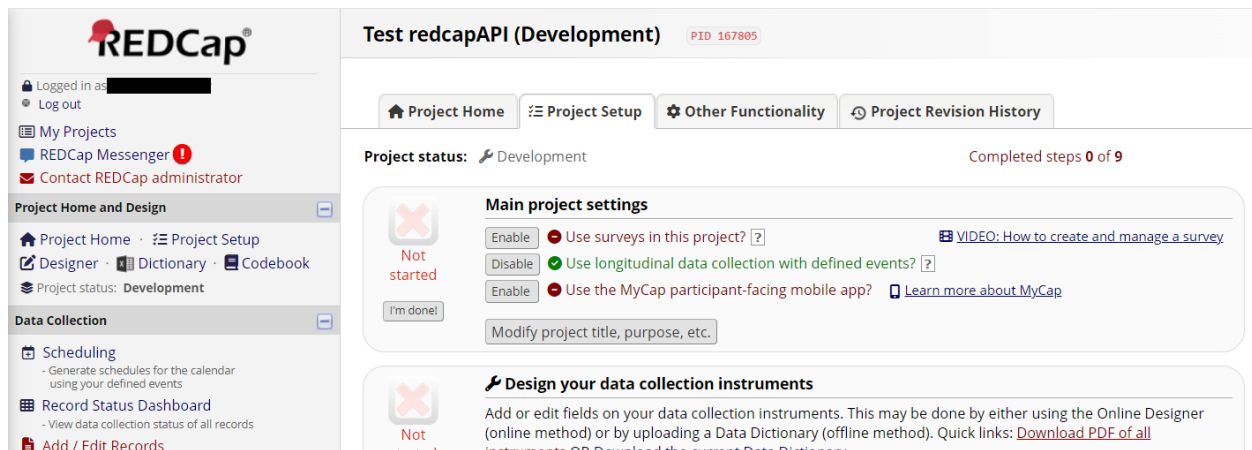 REDCap®
Logged in as
Log out
My Projects
REDCap Messenger
Contact REDCap administrator
Project Home and Design
Project Home · Project Setup
Designer · Dictionary · Codebook
Project status: Development
Data Collection
Scheduling
- Generate schedules for the calendar
using your defined events
Record Status Dashboard
- View data collection status of all records
Add / Edit Records
Test redcapAPI (Development) PID 167805
Project Home Project Setup Other Functionality Project Revision History
Project status: Development Completed steps 0 of 9
Not
started
I'm done!
Main project settings
Enable Use surveys in this project? ? VIDEO: How to create and manage a survey
Disable Use longitudinal data collection with defined events? ?
Enable Use the MyCap participant-facing mobile app? Learn more about MyCap
Modify project title, purpose, etc.
Not
Design your data collection instruments
Add or edit fields on your data collection instruments. This may be done by either using the Online Designer
(online method) or by uploading a Data Dictionary (offline method). Quick links: Download PDF of all
instruments OR Download the current Data Dictionary